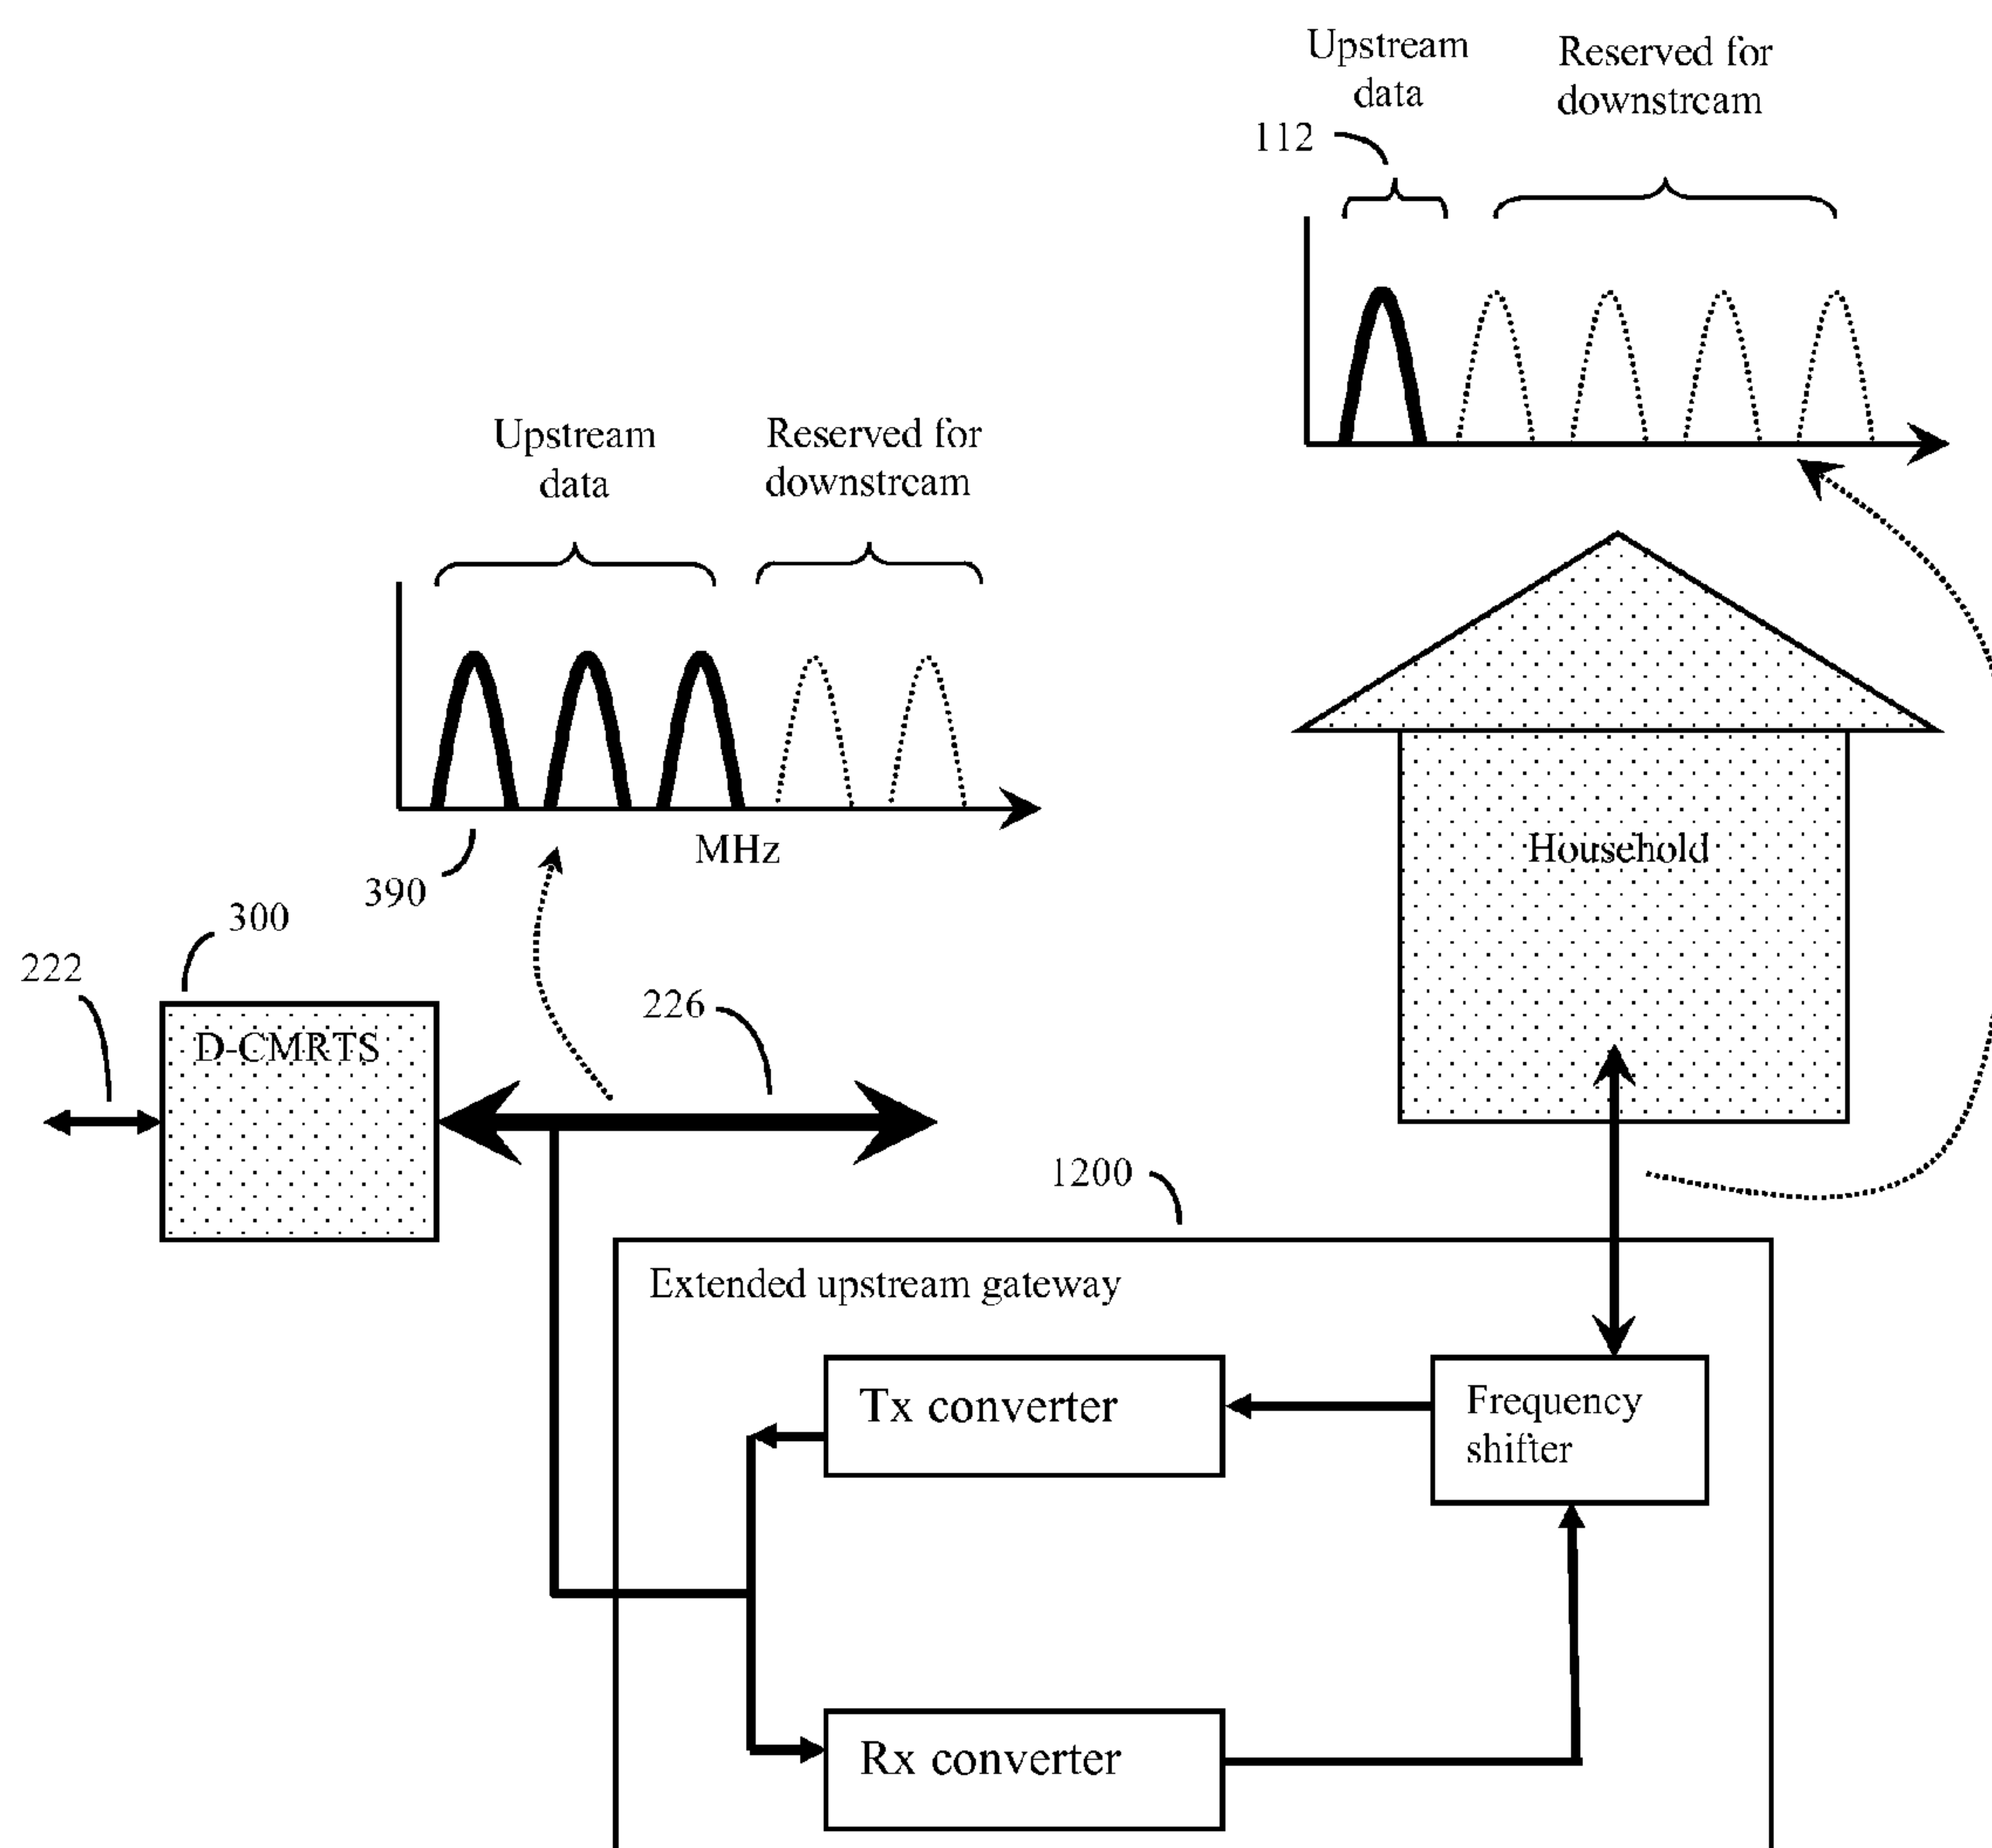 Upstream
data
Reserved for
downstream
112
Upstream
data
Reserved for
downstream
MHz
390
Household
300
222
D-CMRTS
226
1200
Extended upstream gateway
Tx converter
Frequency
shifter
Rx converter